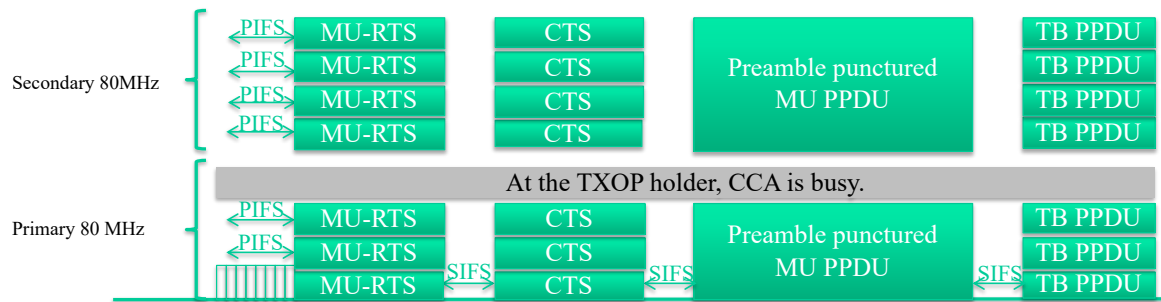 PIFS MU-RTS CTS TB PPDU
Secondary 80MHz
PIFS MU-RTS CTS Preamble punctured TB PPDU
PIFS MU-RTS CTS MU PPDU TB PPDU
PIFS MU-RTS CTS TB PPDU
At the TXOP holder, CCA is busy.
Primary 80 MHz
PIFS MU-RTS CTS Preamble punctured TB PPDU
PIFS MU-RTS CTS MU PPDU TB PPDU
MU-RTS SIFS CTS SIFS SIFS TB PPDU